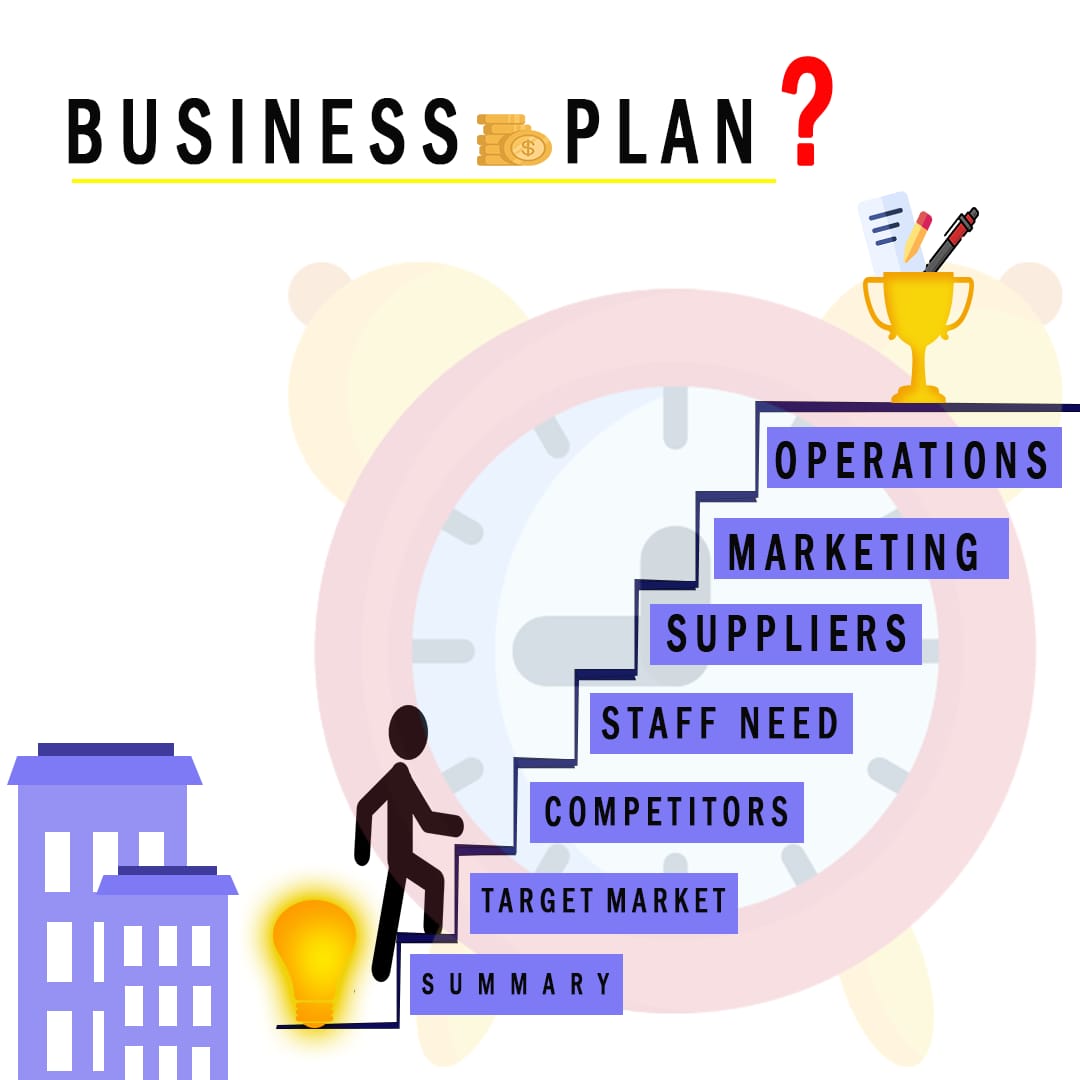 BUSINESS PLAN?
OPERATIONS
MARKETING
SUPPLIERS
STAFF NEED
COMPETITORS
TARGET MARKET
SUMMARY